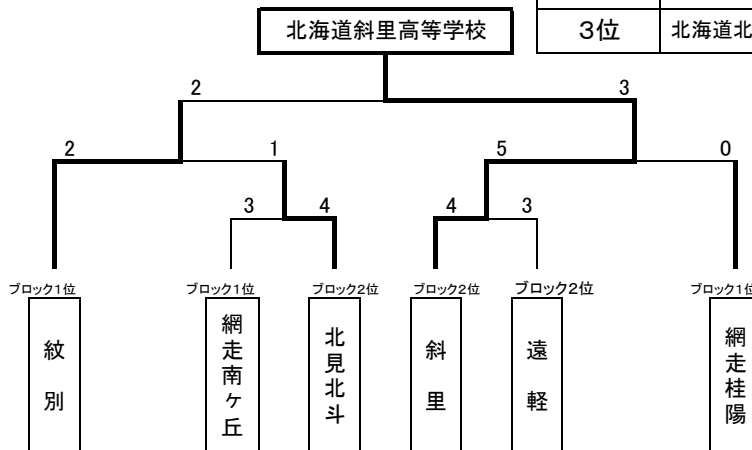 北海道斜里高等学校
3位
北海道北
2
3
2
1
5
0
3
4
4
3
ブロック1位
ブロック1位
ブロック2位
ブロック2位
ブロック2位
ブロック1位
紋別
網走南ヶ丘
北見北斗
斜里
遠軽
網走桂陽